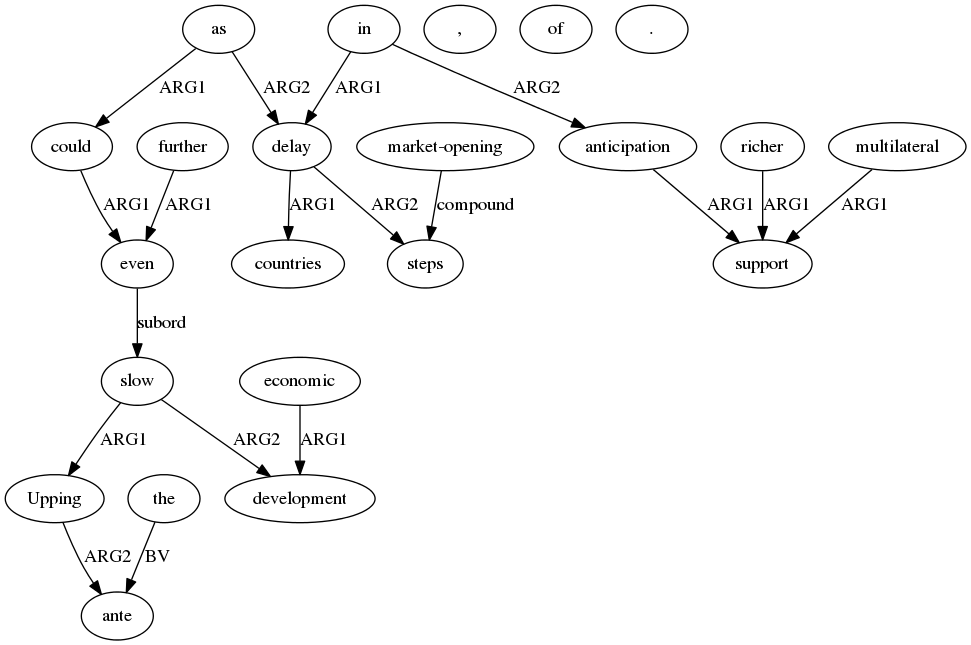 as in , of .
ARG1 ARG2 ARG1 ARG2
could further delay market-opening anticipation richer multilateral
ARG1 ARG1 ARG1 ARG2 compound ARG1 ARG1 ARG1
even countries steps support
subord
slow economic
ARG1 ARG2 ARG1
Upping the development
ARG2 BV
ante